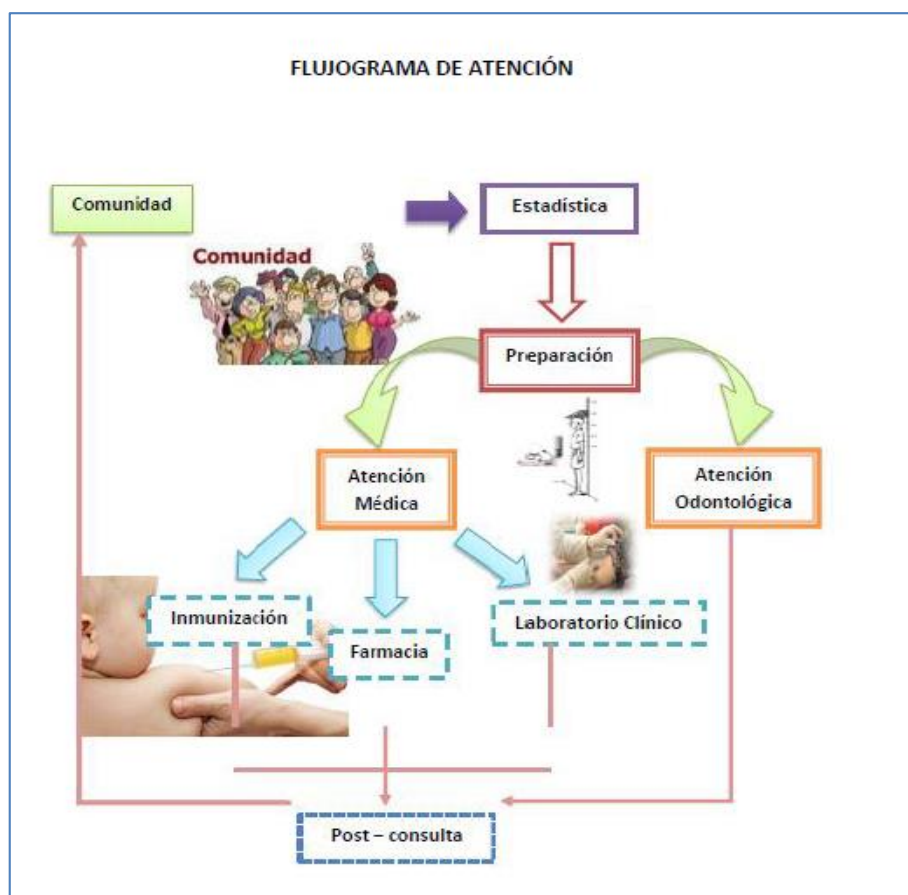 FLUJOGRAMA DE ATENCIÓN
Comunidad
Estadística
Comunidad
Preparación
Atención
Médica
Atención
Odontológica
Inmunización
Farmacia
Laboratorio Clínico
Post – consulta